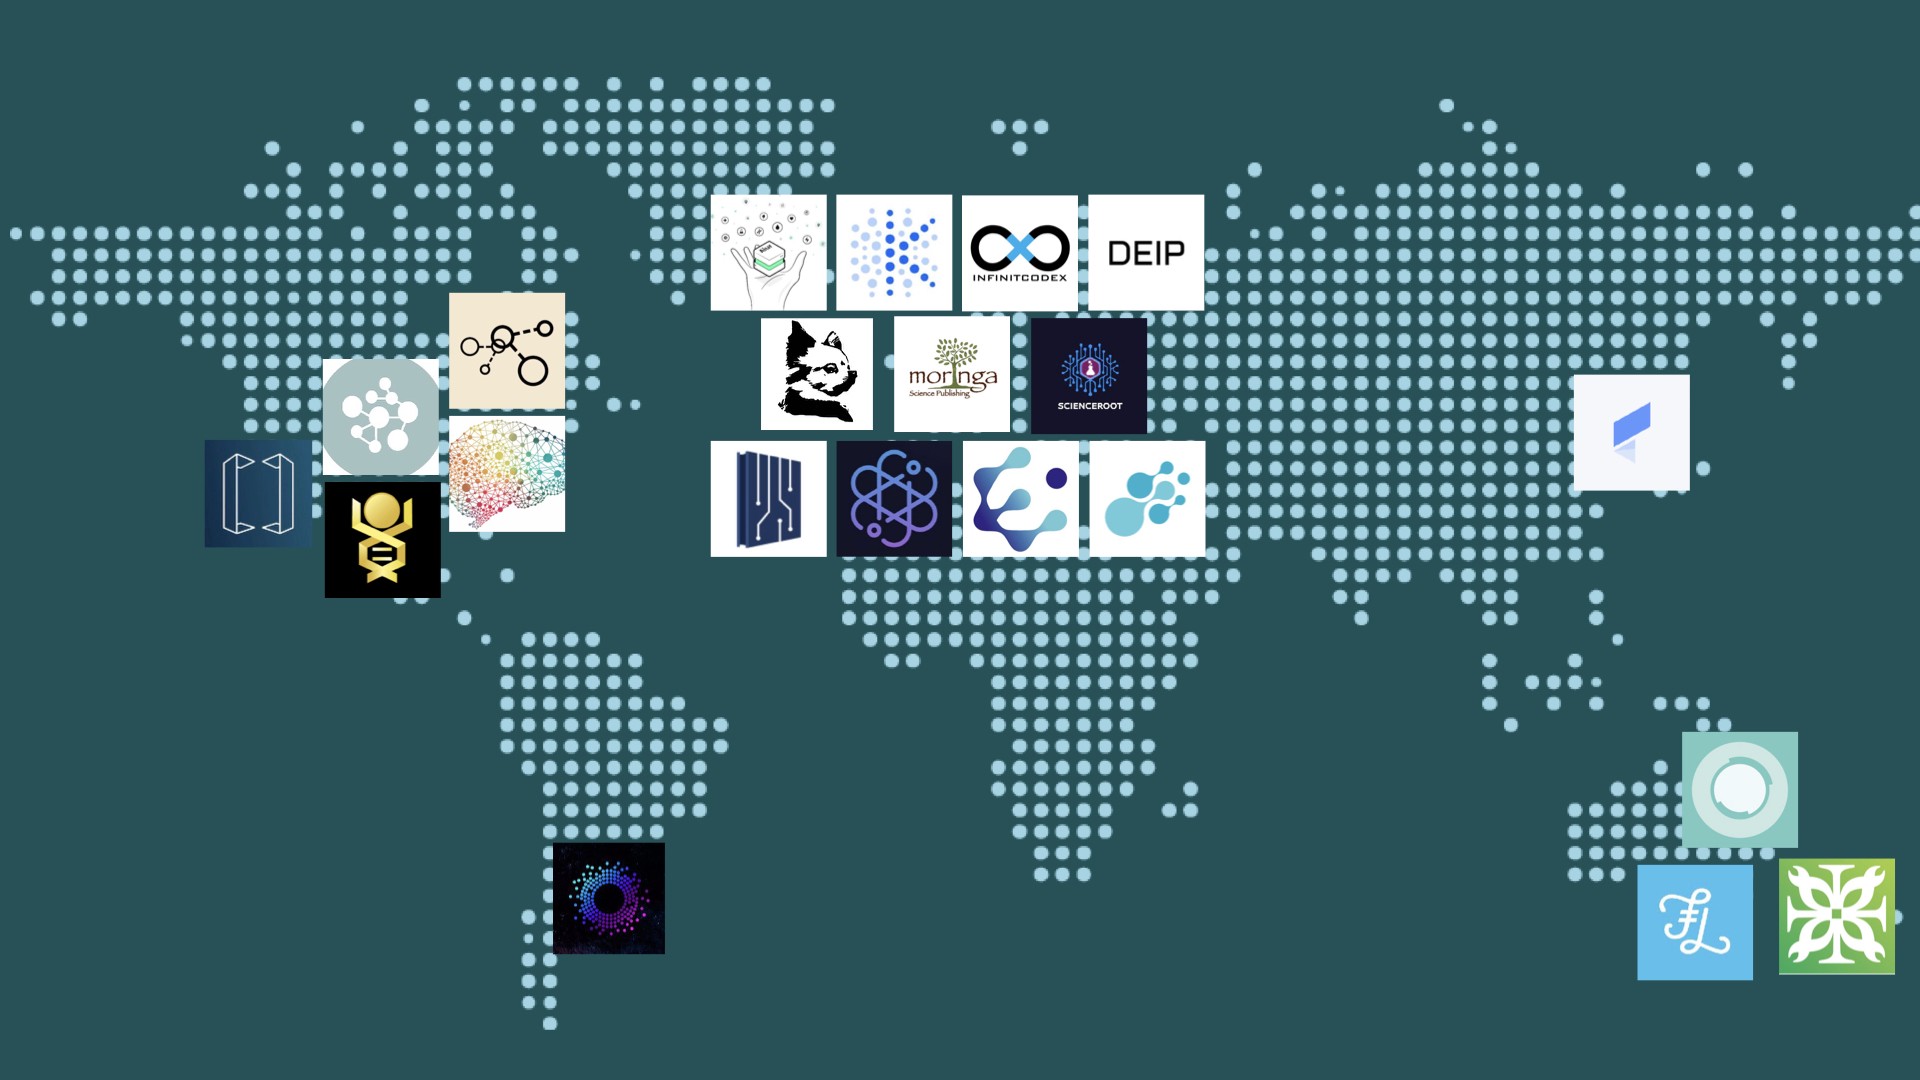 INFINITCODEX
DEIP
moringa
Science Publishing
SCIENCEROOT